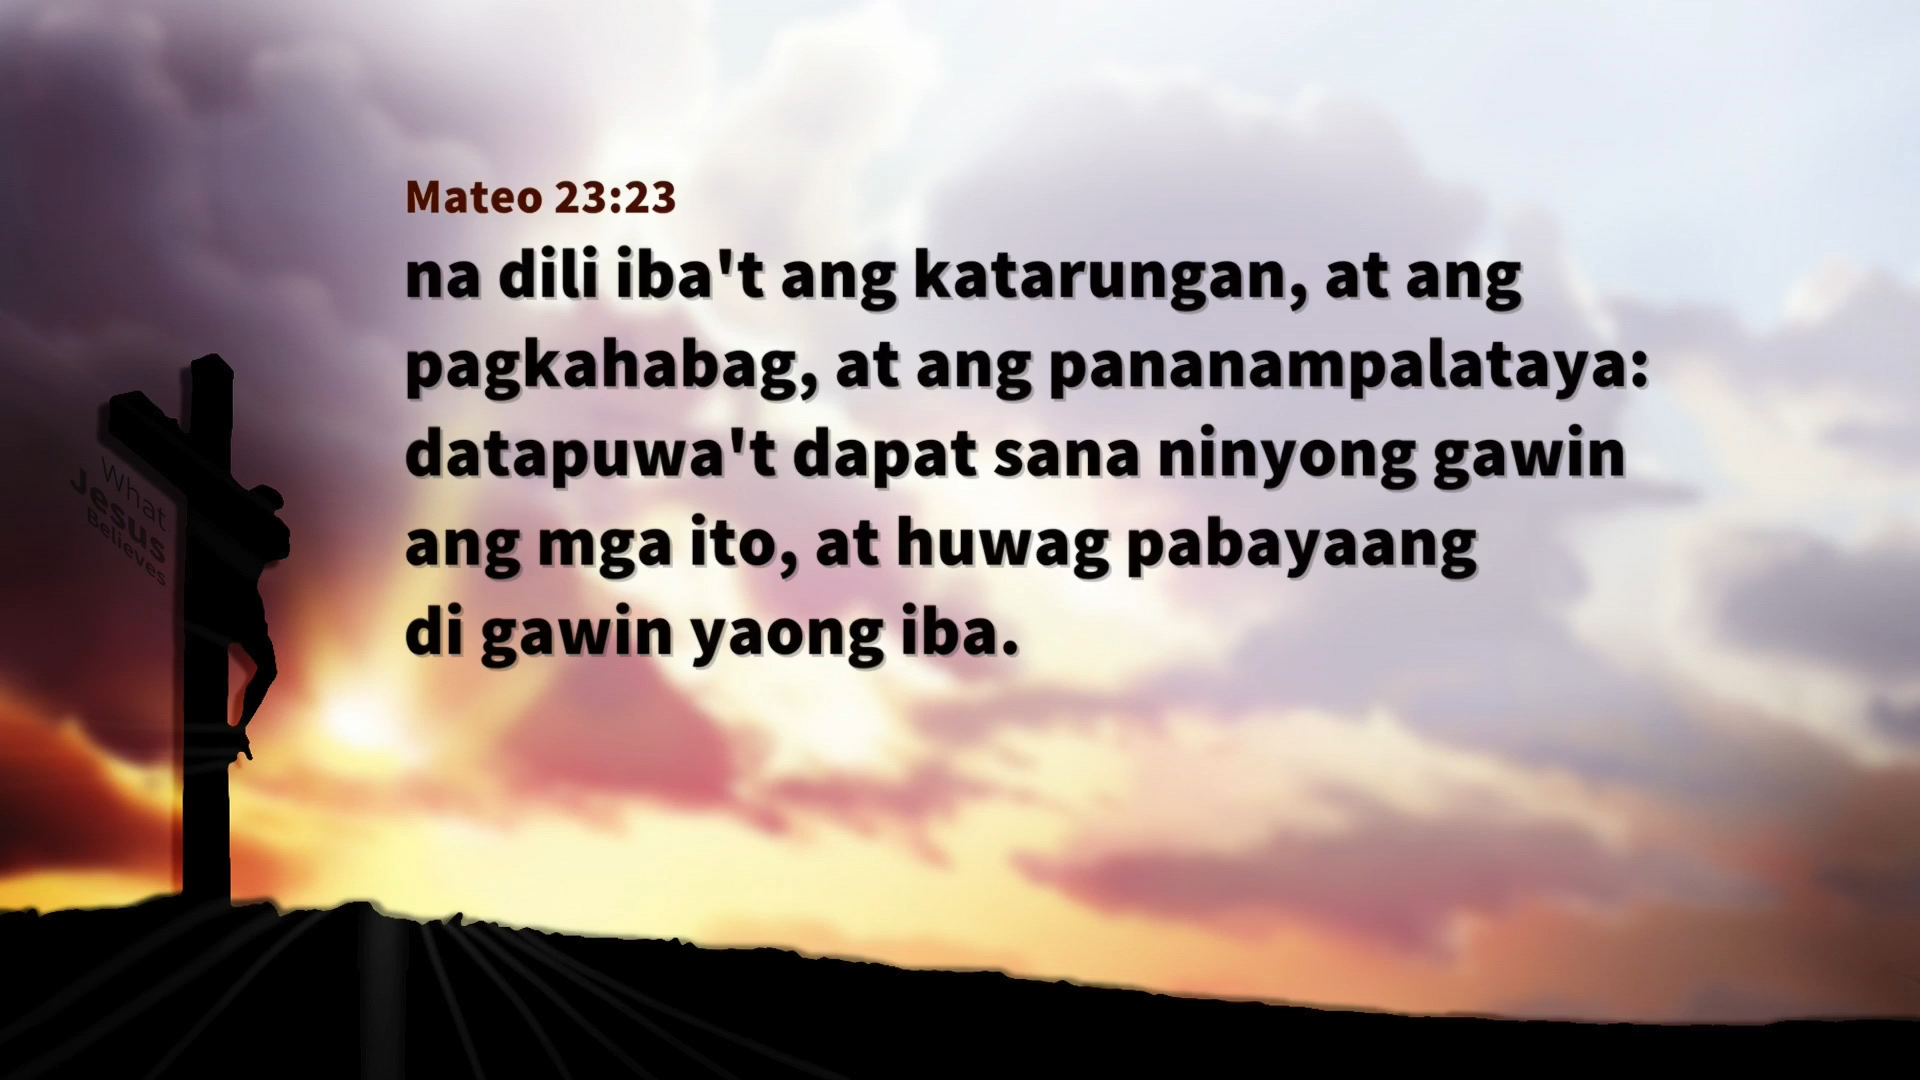 Mateo 23:23
na dili iba't ang katarungan, at ang
pagkahabag, at ang pananampalataya:
datapuwa't dapat sana ninyong gawin
ang mga ito, at huwag pabayaang
di gawin yaong iba.
What
Jesus
Believes